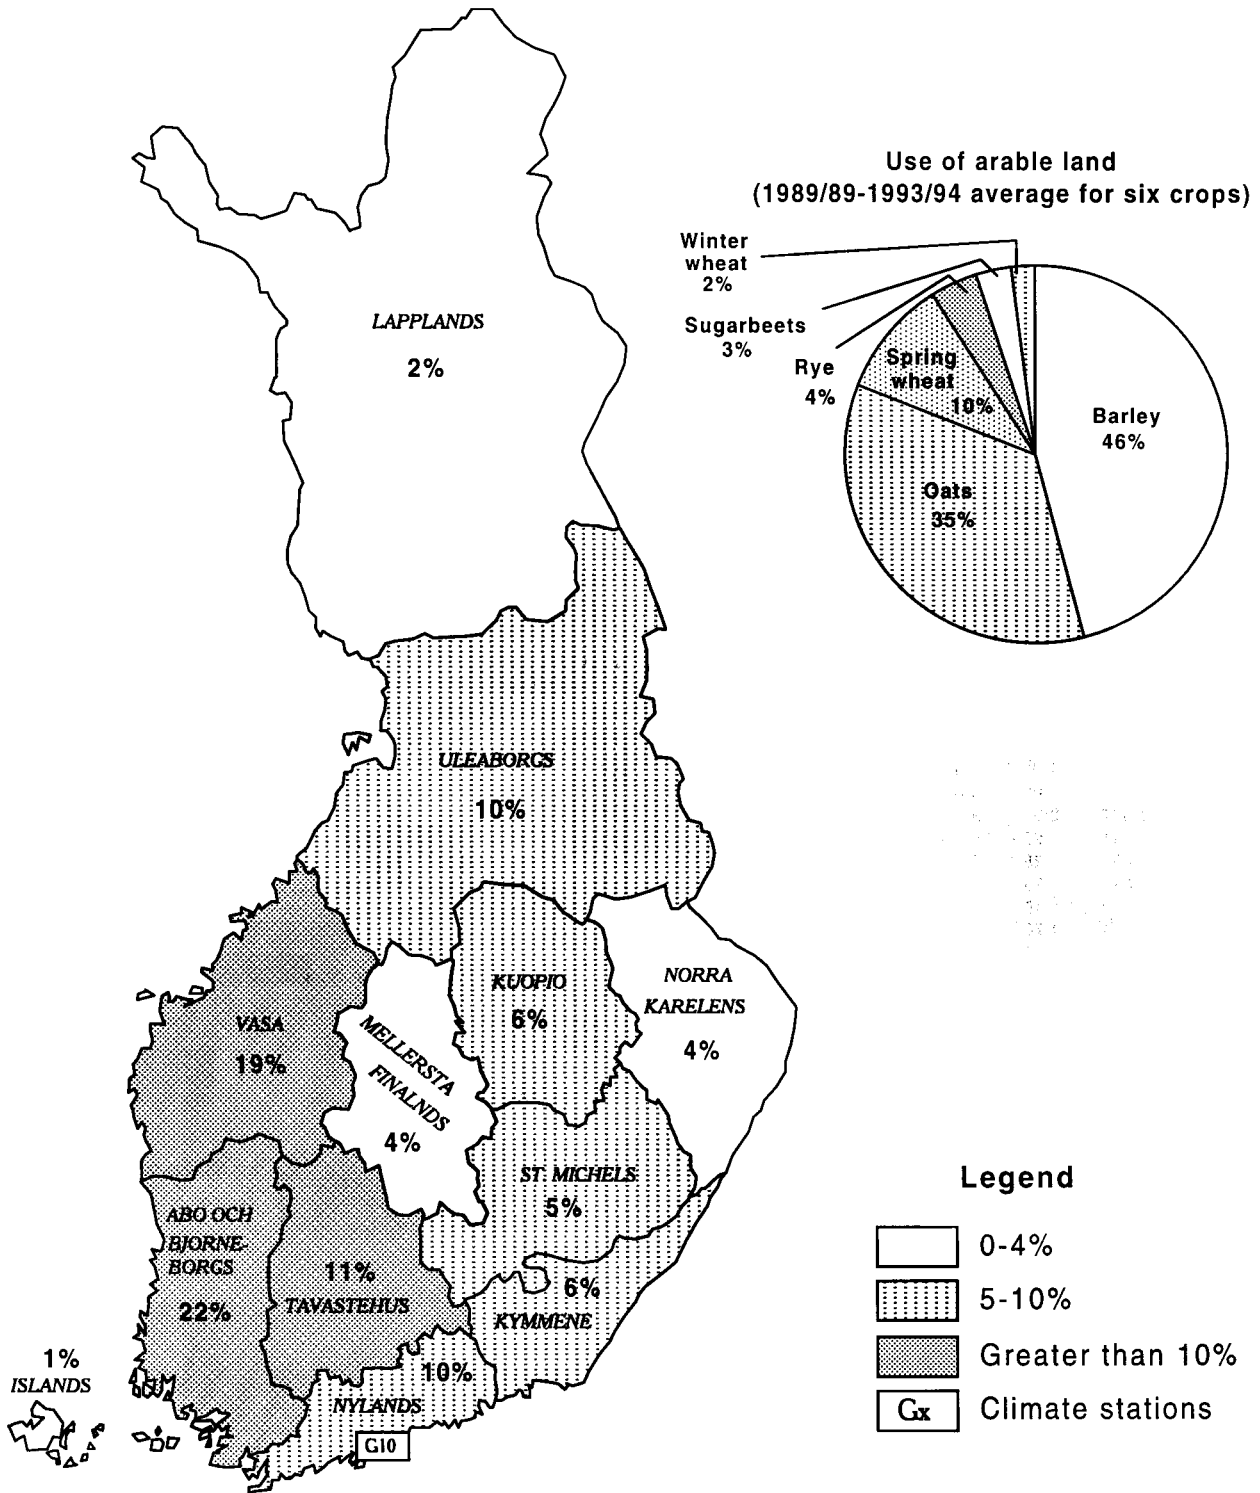 Use of arable land
(1989/89-1993/94 average for six crops)
Winter
wheat
2%
Sugarbeets
3%
Rye
4%
Spring
wheat
10%
Barley
46%
Oats
35%
LAPPLANDS
2%
ULEABORGS
10%
KUOPIO
6%
NORRA
KARELENS
4%
VASA
19%
MELLERSTA
FINALNDS
4%
ST. MICHELS
5%
ABO OCH
BJORNE-
BORGS
22%
11%
TAVASTEHUS
6%
KYMMENE
10%
NYLANDS
G10
1%
ISLANDS
Legend
0-4%
5-10%
Greater than 10%
Gx Climate stations